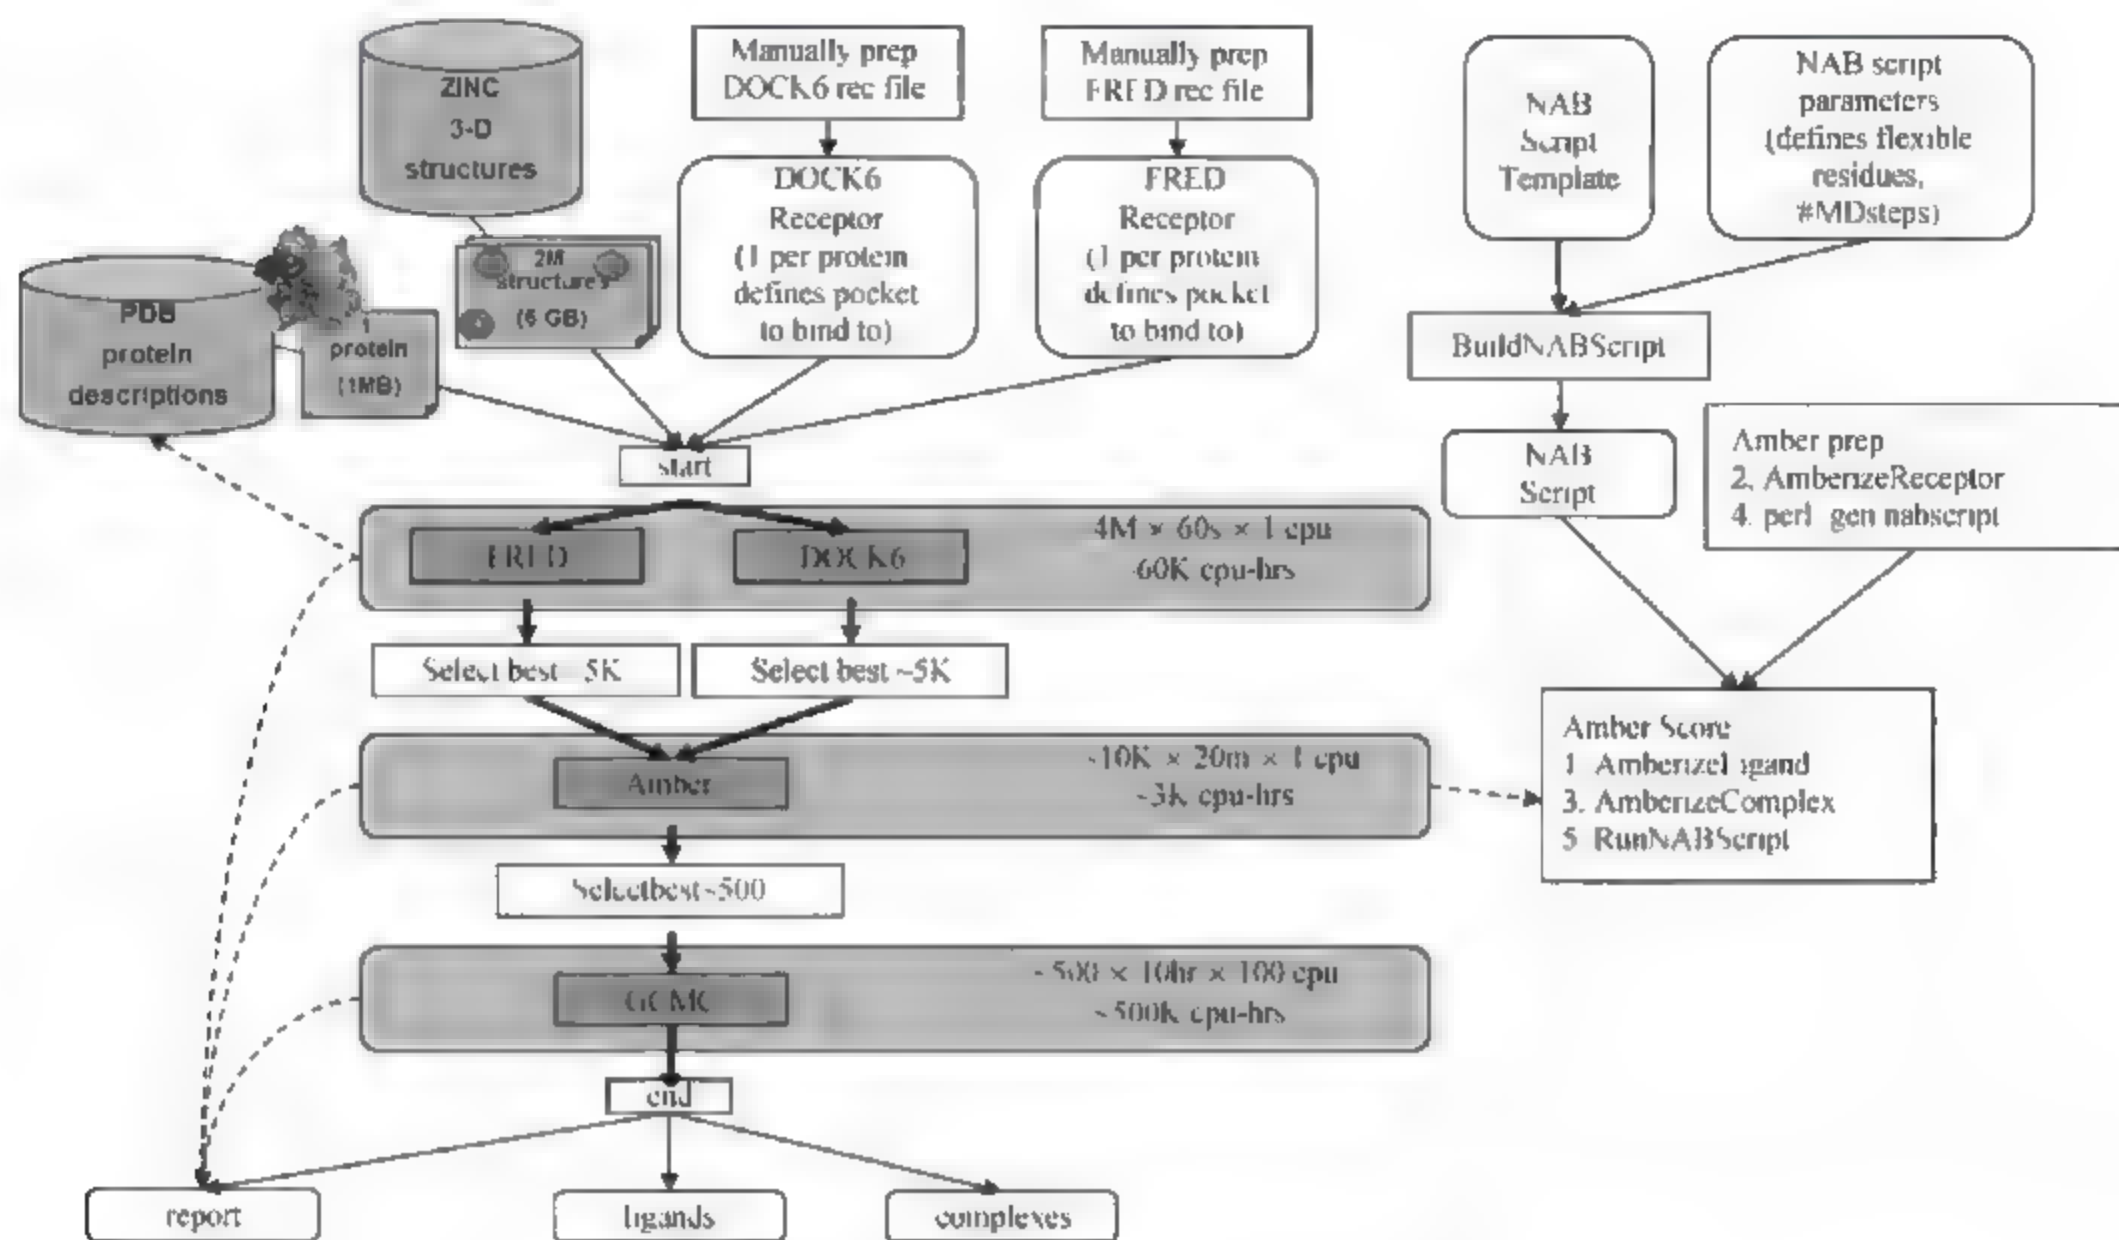 ZINC
3-D
structures
Manually prep
DOCK6 rec file
Manually prep
FRED rec file
NAB
Script
Template
NAB script
parameters
(defines flexible
residues,
#MDsteps)
DOCK6
Receptor
(1 per protein
defines pocket
to bind to)
FRED
Receptor
(1 per protein
defines pocket
to bind to)
PDB
protein
descriptions
1
protein
(1MB)
2M
structures
(6 GB)
BuildNABScript
start
NAB
Script
Amber prep
2. AmberizeReceptor
4. perl gen nabscript
FRED
DOCK6
4M × 60s × 1 cpu
60K cpu-hrs
Select best ~5K
Select best ~5K
Amber
~10K × 20m × 1 cpu
~3K cpu-hrs
Amber Score
1 AmberizeLigand
3. AmberizeComplex
5 RunNABScript
Selectbest~500
GCMC
~500 × 10hr × 100 cpu
~500K cpu-hrs
end
report
ligands
complexes